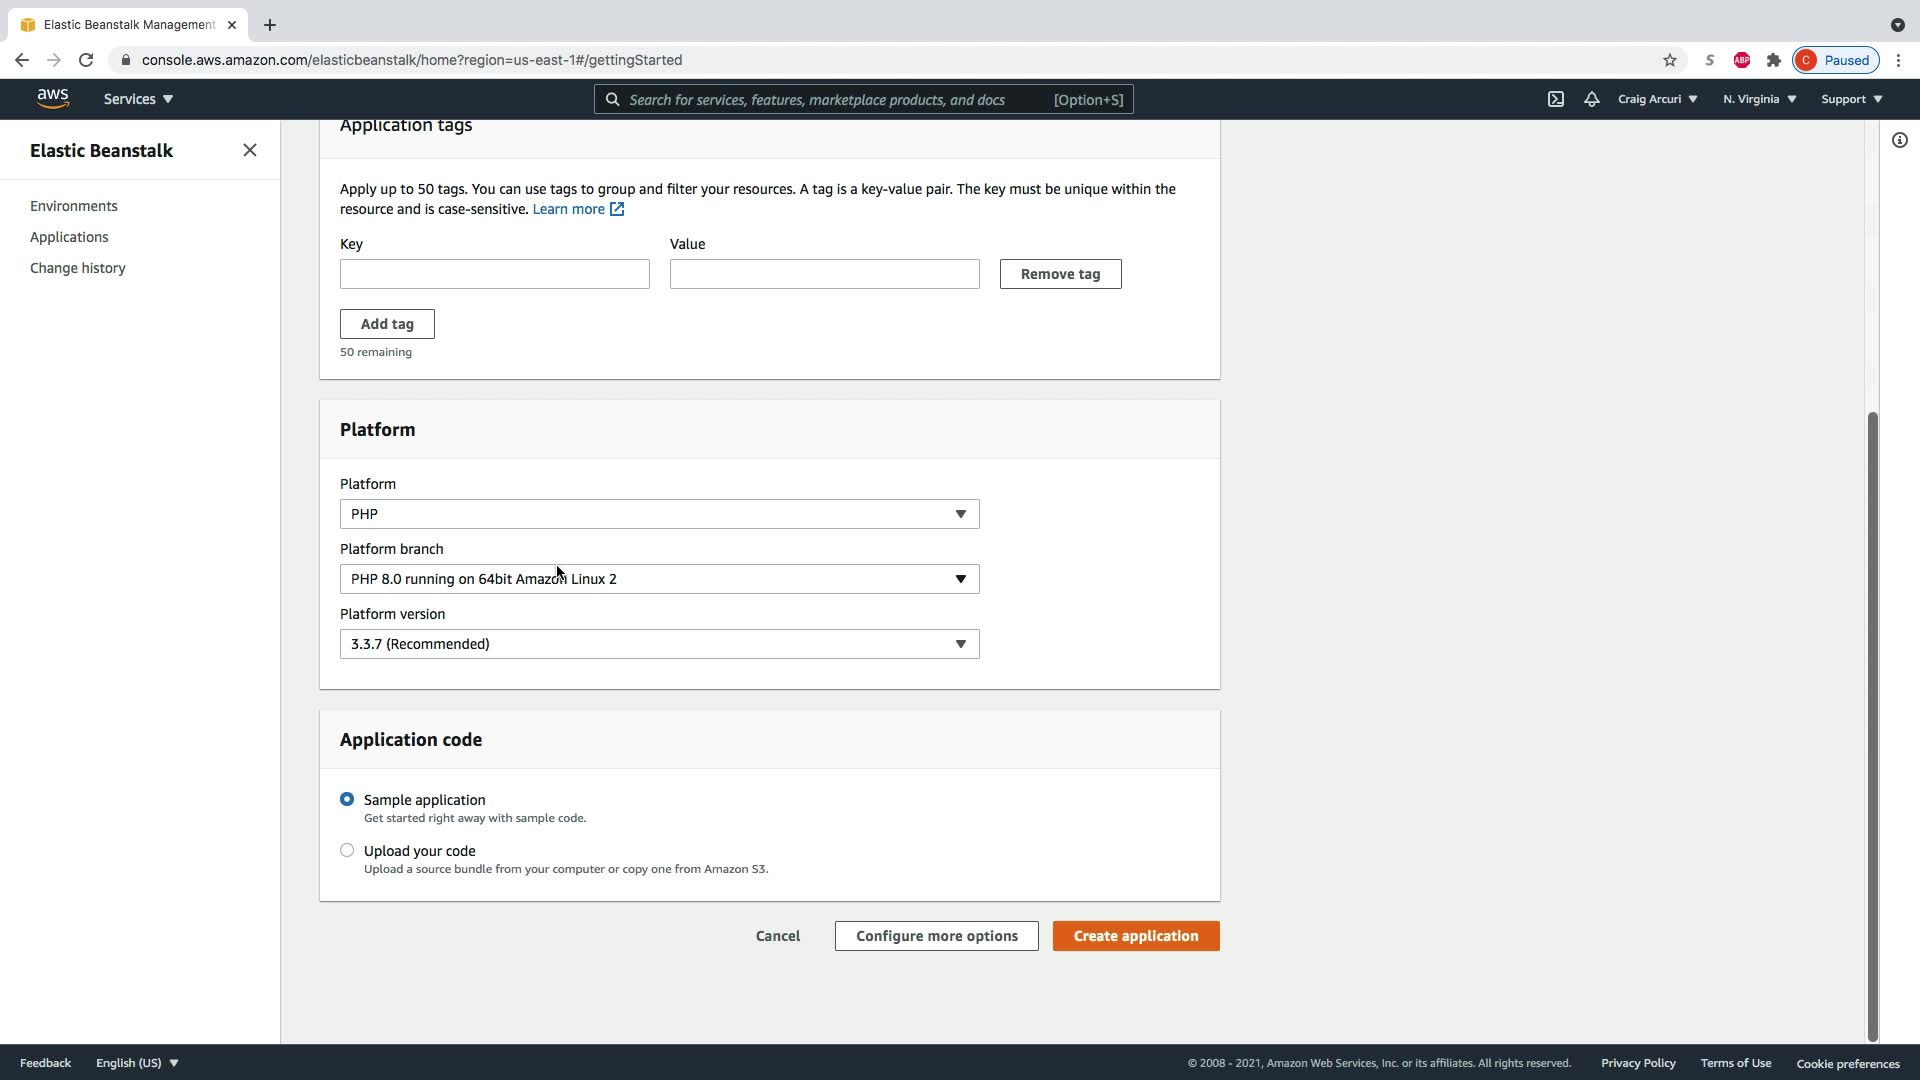 Elastic Beanstalk Management
console.aws.amazon.com/elasticbeanstalk/home?region=us-east-1#/gettingStarted
S
ABP
C
Paused
aws
Services
Search for services, features, marketplace products, and docs
[Option+S]
Craig Arcuri
N. Virginia
Support
Elastic Beanstalk
Environments
Applications
Change history
Application tags
Apply up to 50 tags. You can use tags to group and filter your resources. A tag is a key-value pair. The key must be unique within the
resource and is case-sensitive. Learn more
Key
Value
Remove tag
Add tag
50 remaining
Platform
Platform
PHP
Platform branch
PHP 8.0 running on 64bit Amazon Linux 2
Platform version
3.3.7 (Recommended)
Application code
Sample application
Get started right away with sample code.
Upload your code
Upload a source bundle from your computer or copy one from Amazon S3.
Cancel
Configure more options
Create application
Feedback
English (US)
© 2008 - 2021, Amazon Web Services, Inc. or its affiliates. All rights reserved.
Privacy Policy
Terms of Use
Cookie preferences